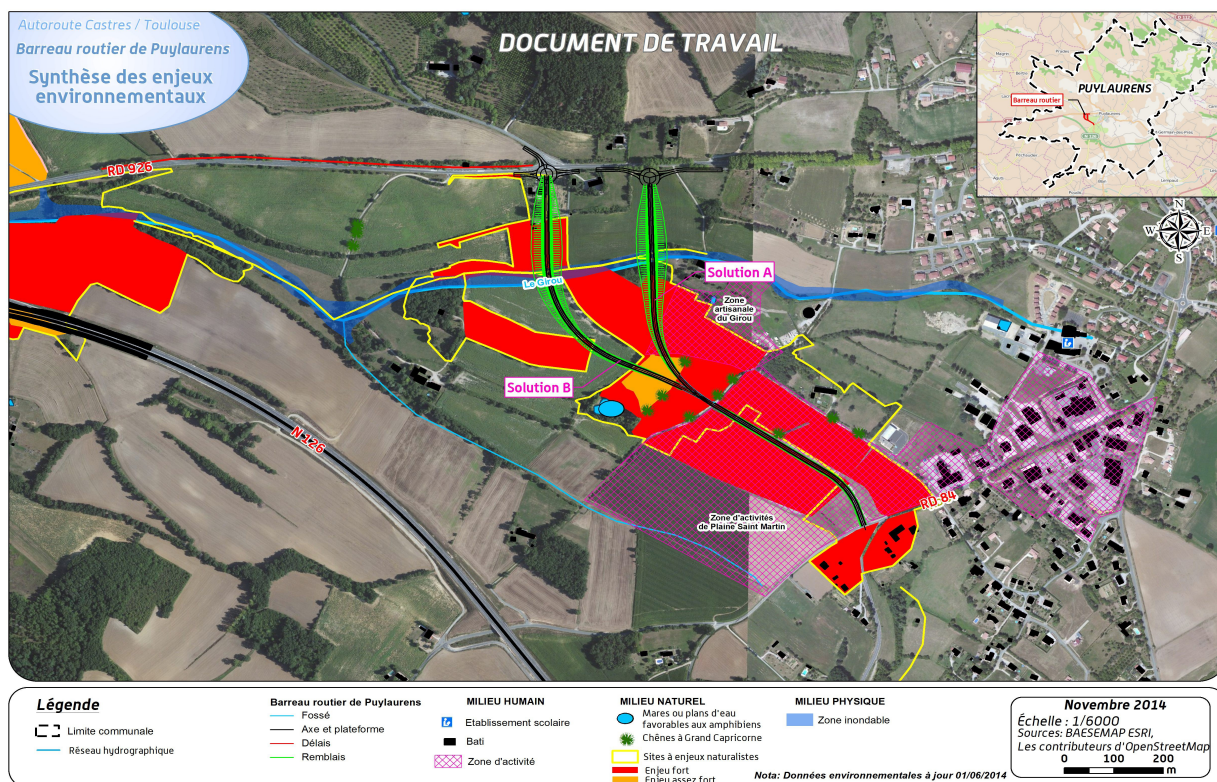 Autoroute Castres / Toulouse
Barreau routier de Puylaurens
Synthèse des enjeux
environnementaux
DOCUMENT DE TRAVAIL
PUYLAURENS
Barreau routier
N
W
E
S
RD 926
Solution A
Le Girou
Zone
artisanale
du Girou
Solution B
N 126
RD 84
Zone d'activités
de Plaine Saint Martin
Légende
Limite communale
Réseau hydrographique
Barreau routier de Puylaurens
Fossé
Axe et plateforme
Délais
Remblais
MILIEU HUMAIN
Etablissement scolaire
Bati
Zone d'activité
MILIEU NATUREL
Mares ou plans d'eau
favorables aux amphibiens
Chênes à Grand Capricorne
Sites à enjeux naturalistes
Enjeu fort
Enjeu assez fort
MILIEU PHYSIQUE
Zone inondable
Nota: Données environnementales à jour 01/06/2014
Novembre 2014
Échelle : 1/6000
Sources: BAESEMAP ESRI,
Les contributeurs d'OpenStreetMap
0 100 200
m